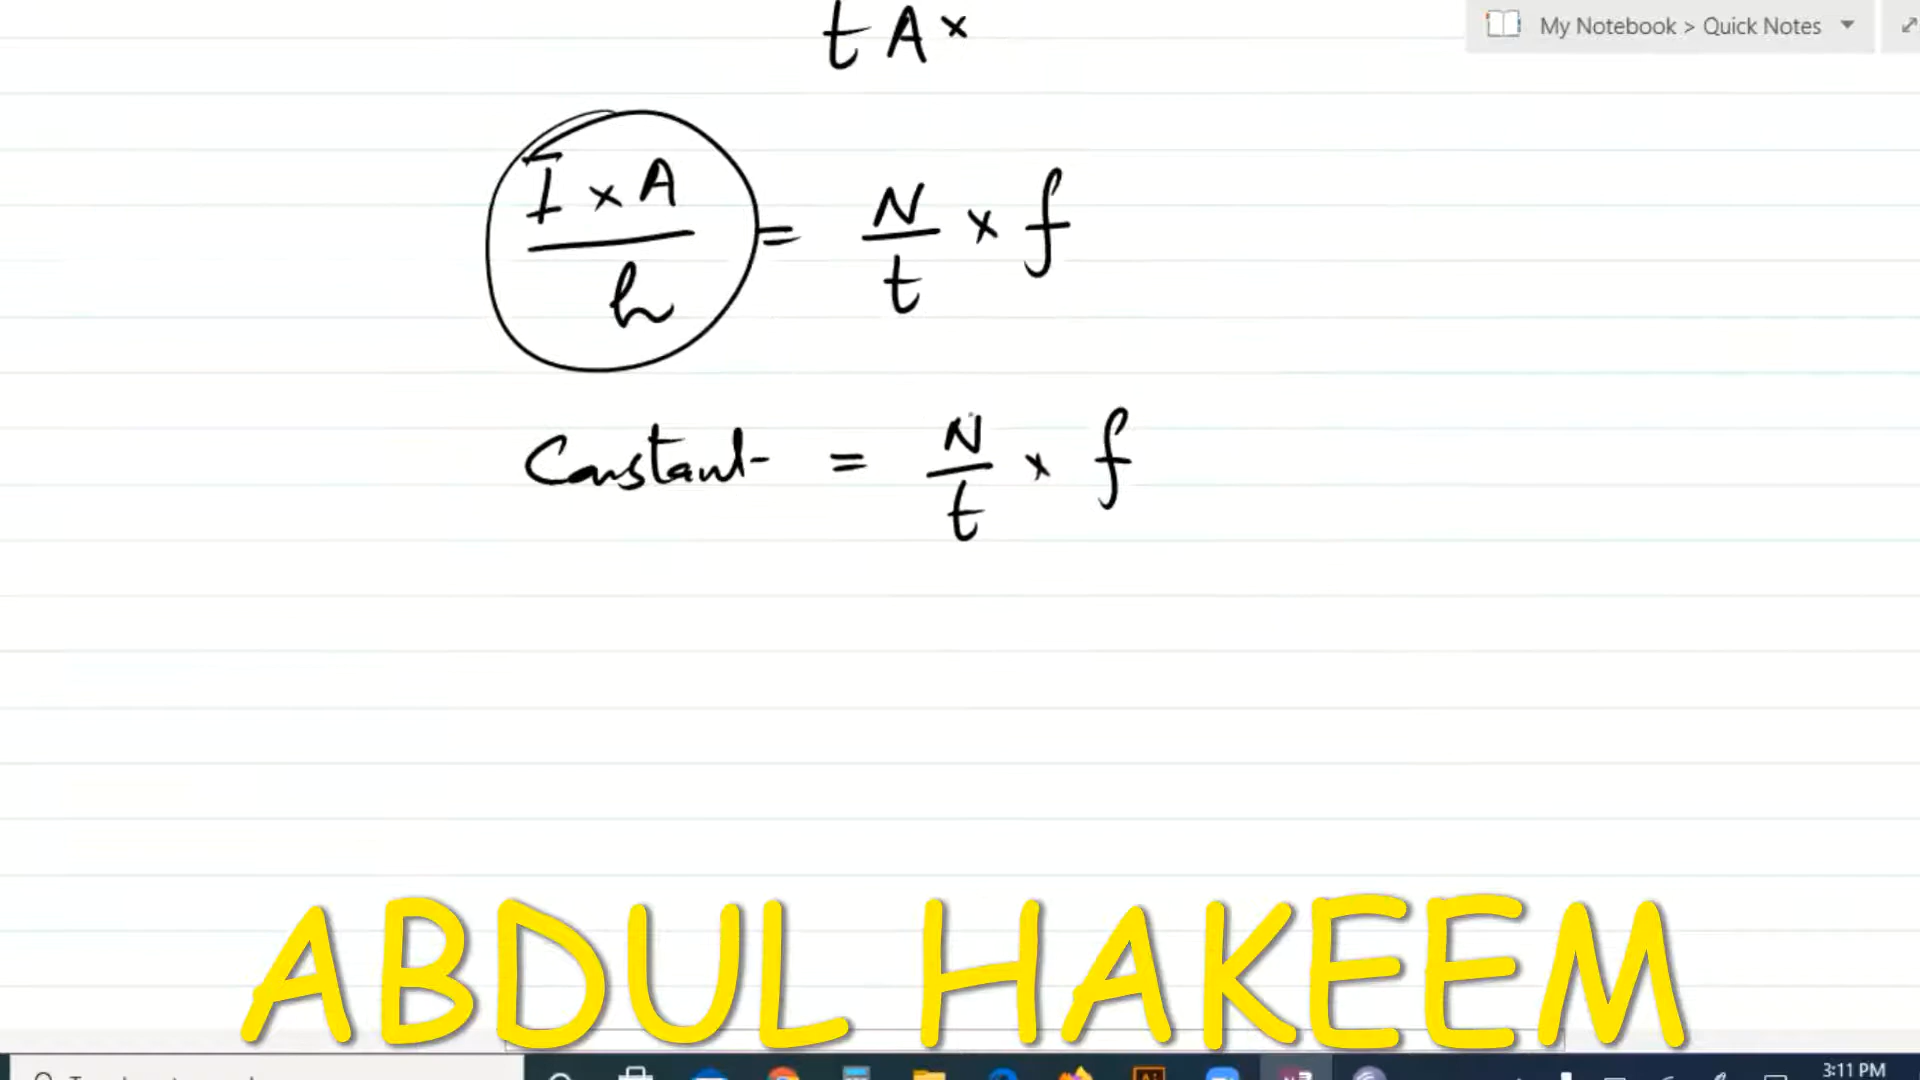 t A ×
My Notebook > Quick Notes
I × A / h = N / t × f
Constant = N / t × f
ABDUL HAKEEM
3:11 PM